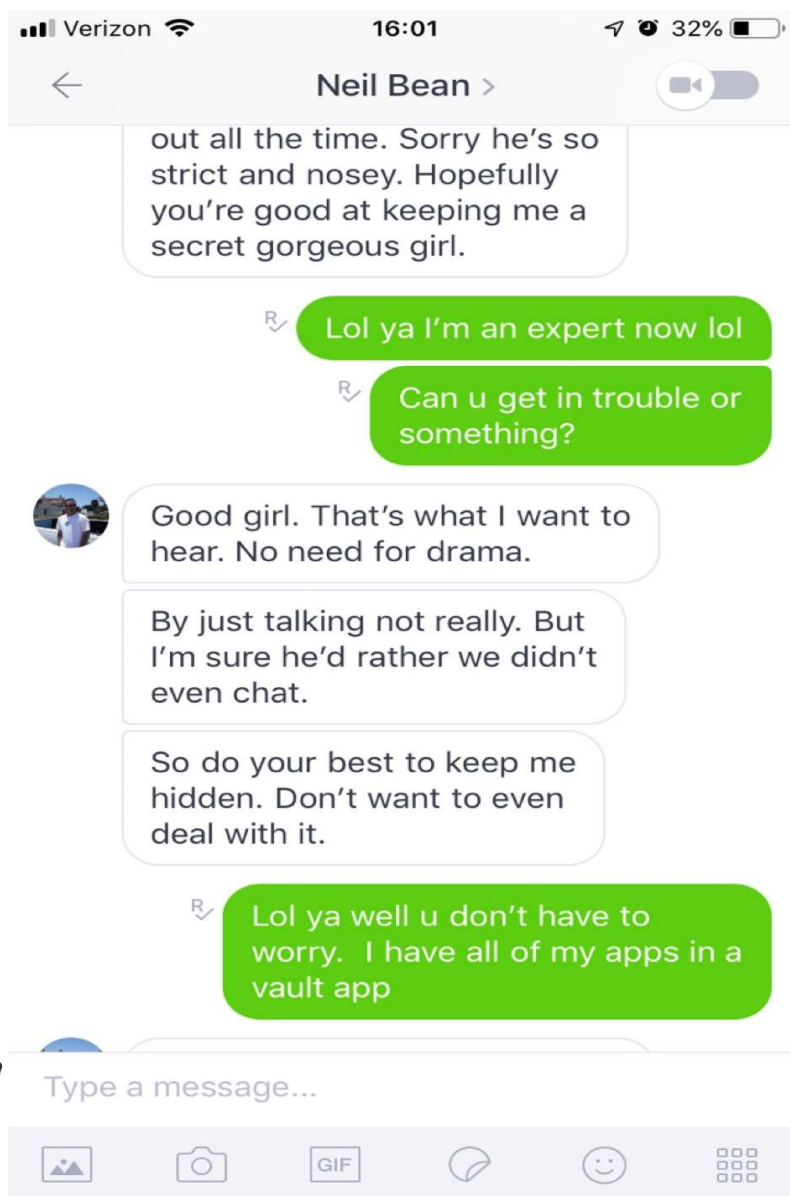 Verizon 16:01 32%
Neil Bean >
out all the time. Sorry he's so
strict and nosey. Hopefully
you're good at keeping me a
secret gorgeous girl.
R
Lol ya I'm an expert now lol
R
Can u get in trouble or
something?
Good girl. That's what I want to
hear. No need for drama.
By just talking not really. But
I'm sure he'd rather we didn't
even chat.
So do your best to keep me
hidden. Don't want to even
deal with it.
R
Lol ya well u don't have to
worry.  I have all of my apps in a
vault app
Type a message...
GIF